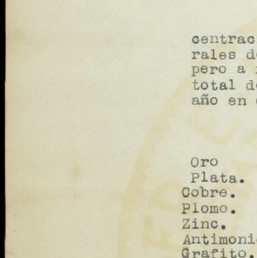 centrac
rales d
pero a
total d
año en
Oro
Plata.
Cobre.
Plomo.
Zinc.
Antimoni
Grafito.